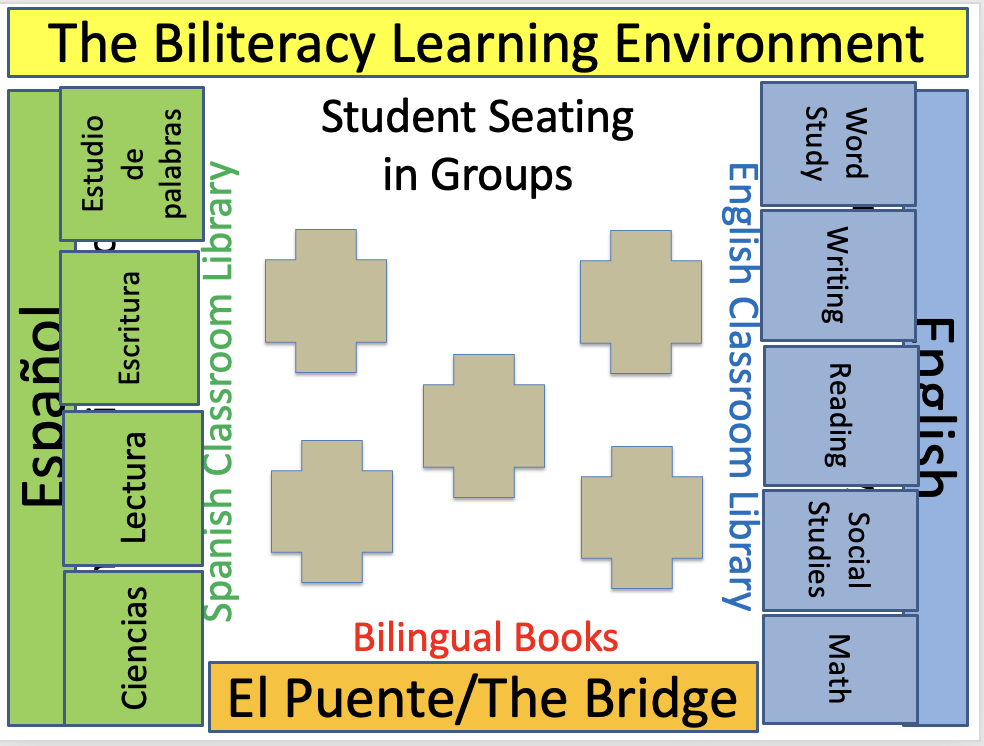 The Biliteracy Learning Environment
Student Seating
in Groups
Español
Estudio
de
palabras
Escritura
Lectura
Ciencias
Spanish Classroom Library
English Classroom Library
Word
Study
Writing
Reading
Social
Studies
Math
English
Bilingual Books
El Puente/The Bridge